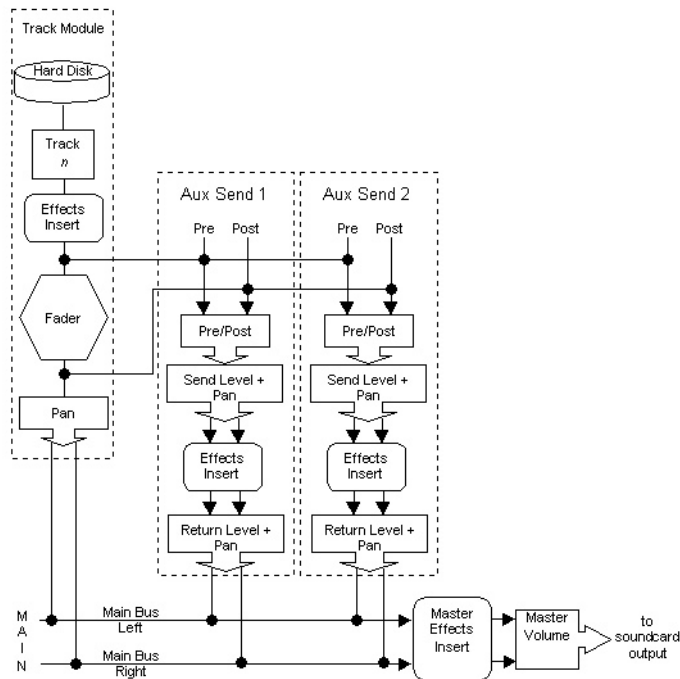 Track Module
Hard Disk
Track
n
Effects
Insert
Fader
Pan
Aux Send 1
Pre Post
Pre/Post
Send Level +
Pan
Effects
Insert
Return Level +
Pan
Aux Send 2
Pre Post
Pre/Post
Send Level +
Pan
Effects
Insert
Return Level +
Pan
M
A
I
N
Main Bus
Left
Main Bus
Right
Master
Effects
Insert
Master
Volume
to
soundcard
output